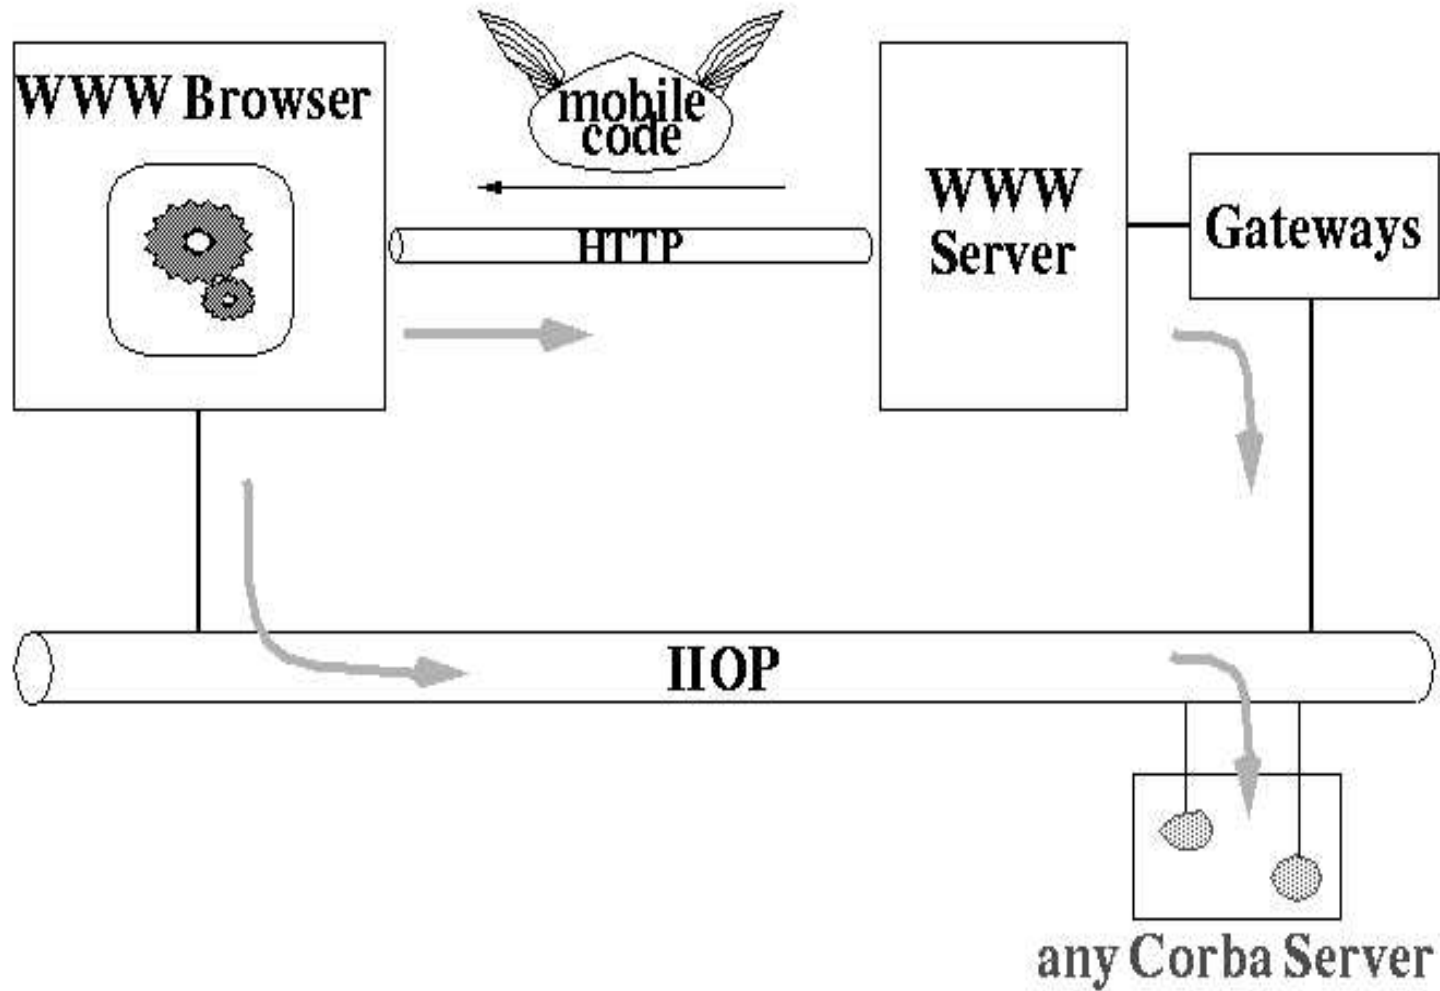 WWW Browser
mobile
code
HTTP
WWW
Server
Gateways
IIOP
any Corba Server